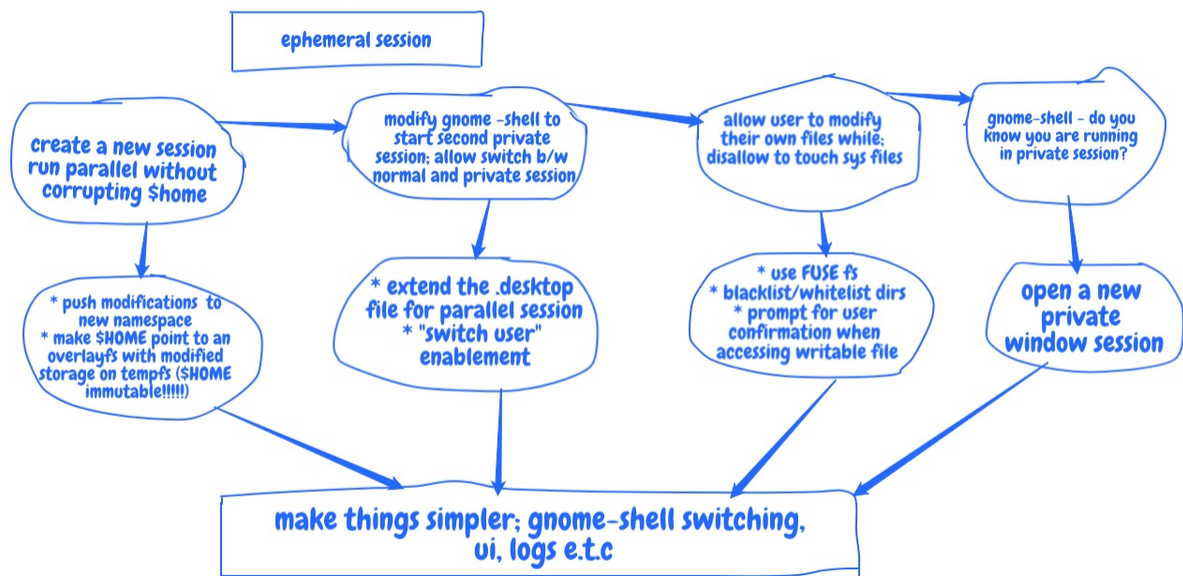 ephemeral session
create a new session
run parallel without
corrupting $home
modify gnome -shell to
start second private
session; allow switch b/w
normal and private session
allow user to modify
their own files while;
disallow to touch sys files
gnome-shell - do you
know you are running
in private session?
* push modifications to
new namespace
* make $HOME point to an
overlayfs with modified
storage on tempfs ($HOME
immutable!!!!!)
* extend the .desktop
file for parallel session
* "switch user"
enablement
* use FUSE fs
* blacklist/whitelist dirs
* prompt for user
confirmation when
accessing writable file
open a new
private
window session
make things simpler; gnome-shell switching,
ui, logs e.t.c